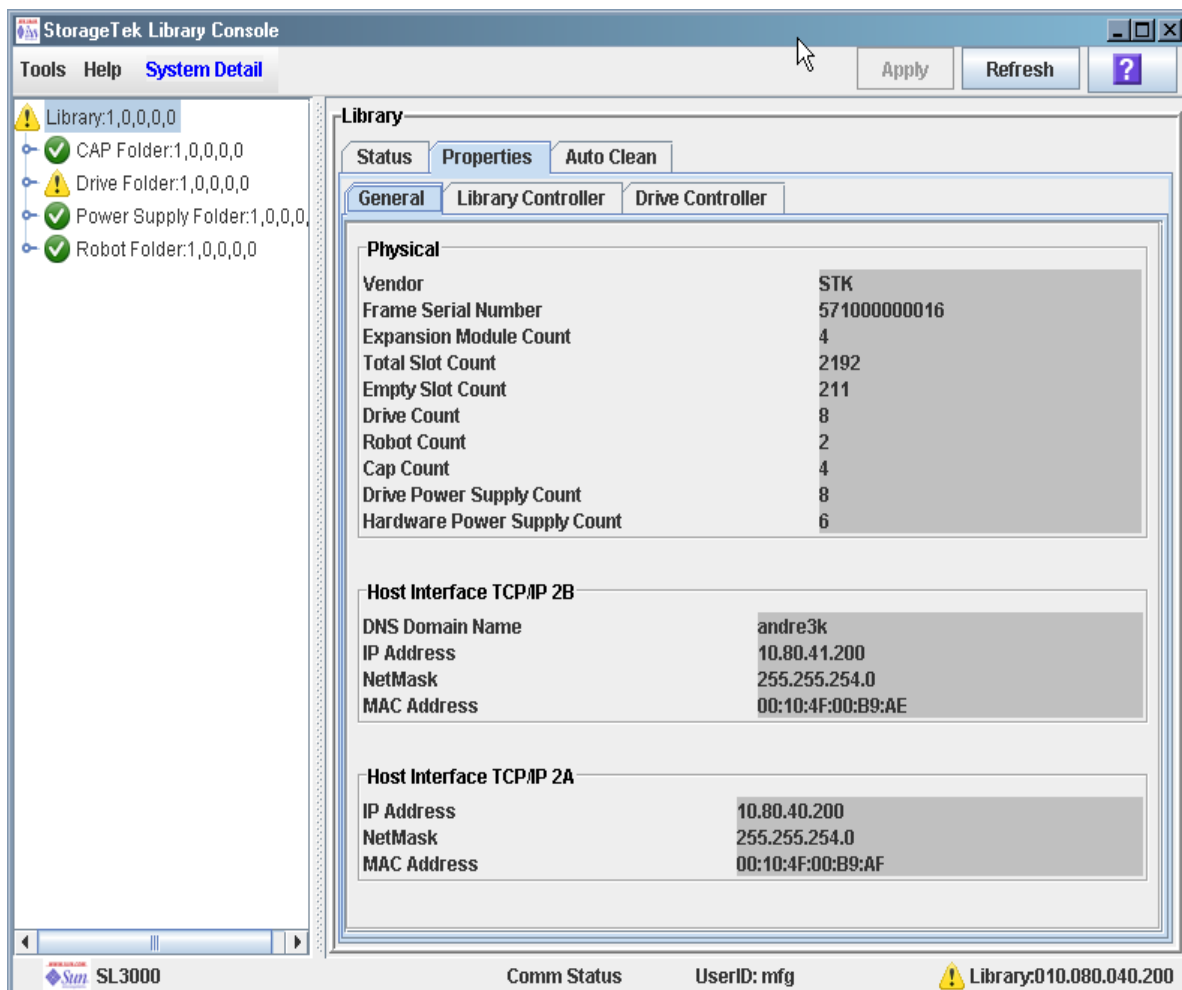 StorageTek Library Console
Tools Help System Detail Apply Refresh ?
Library:1,0,0,0,0
CAP Folder:1,0,0,0,0
Drive Folder:1,0,0,0,0
Power Supply Folder:1,0,0,0,
Robot Folder:1,0,0,0,0
Library
Status Properties Auto Clean
General Library Controller Drive Controller
Physical
Vendor STK
Frame Serial Number 571000000016
Expansion Module Count 4
Total Slot Count 2192
Empty Slot Count 211
Drive Count 8
Robot Count 2
Cap Count 4
Drive Power Supply Count 8
Hardware Power Supply Count 6
Host Interface TCP/IP 2B
DNS Domain Name andre3k
IP Address 10.80.41.200
NetMask 255.255.254.0
MAC Address 00:10:4F:00:B9:AE
Host Interface TCP/IP 2A
IP Address 10.80.40.200
NetMask 255.255.254.0
MAC Address 00:10:4F:00:B9:AF
Sun SL3000 Comm Status UserID: mfg Library:010.080.040.200